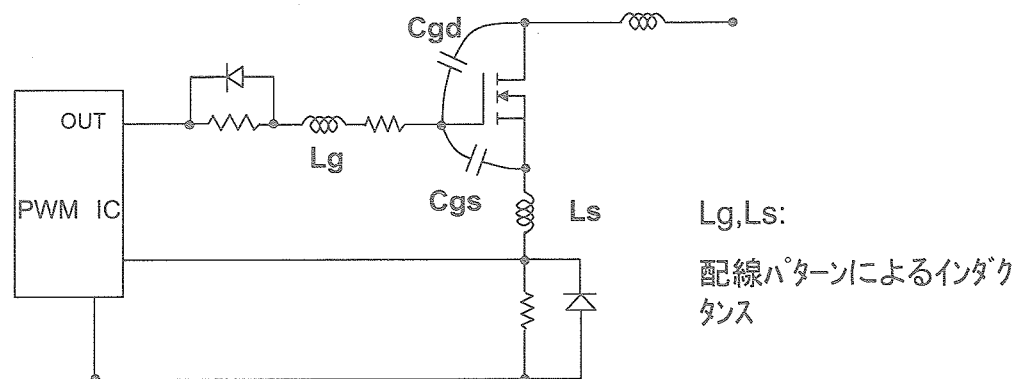 Cgd
OUT
Lg
PWM IC
Cgs
Ls
Lg,Ls:
配線パターンによるインダク
タンス